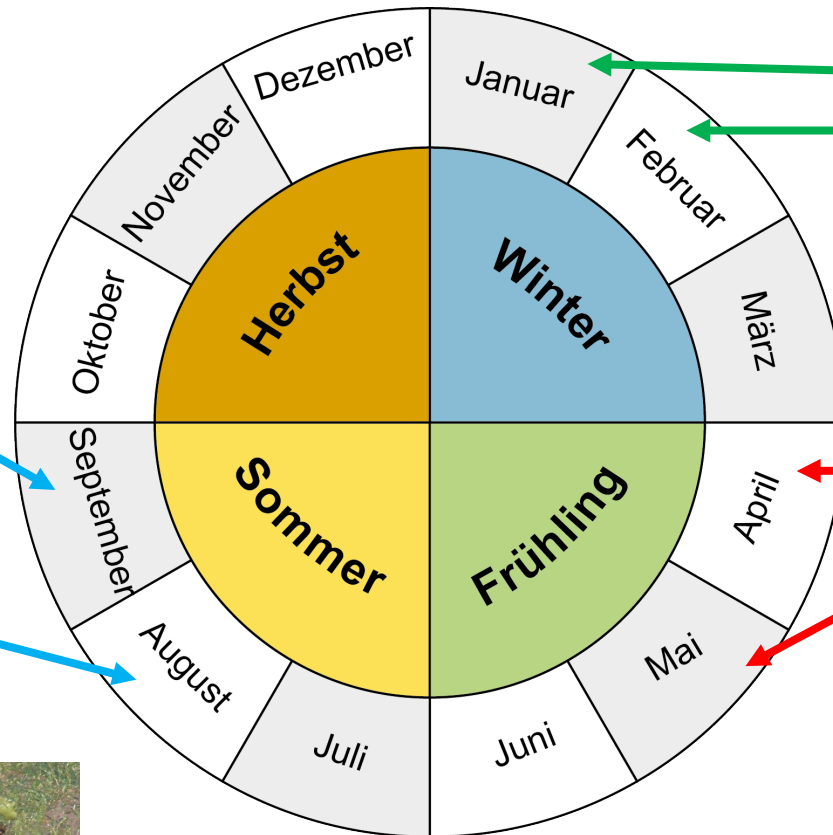 Januar
Februar
März
April
Mai
Juni
Juli
August
September
Oktober
November
Dezember
Winter
Frühling
Sommer
Herbst